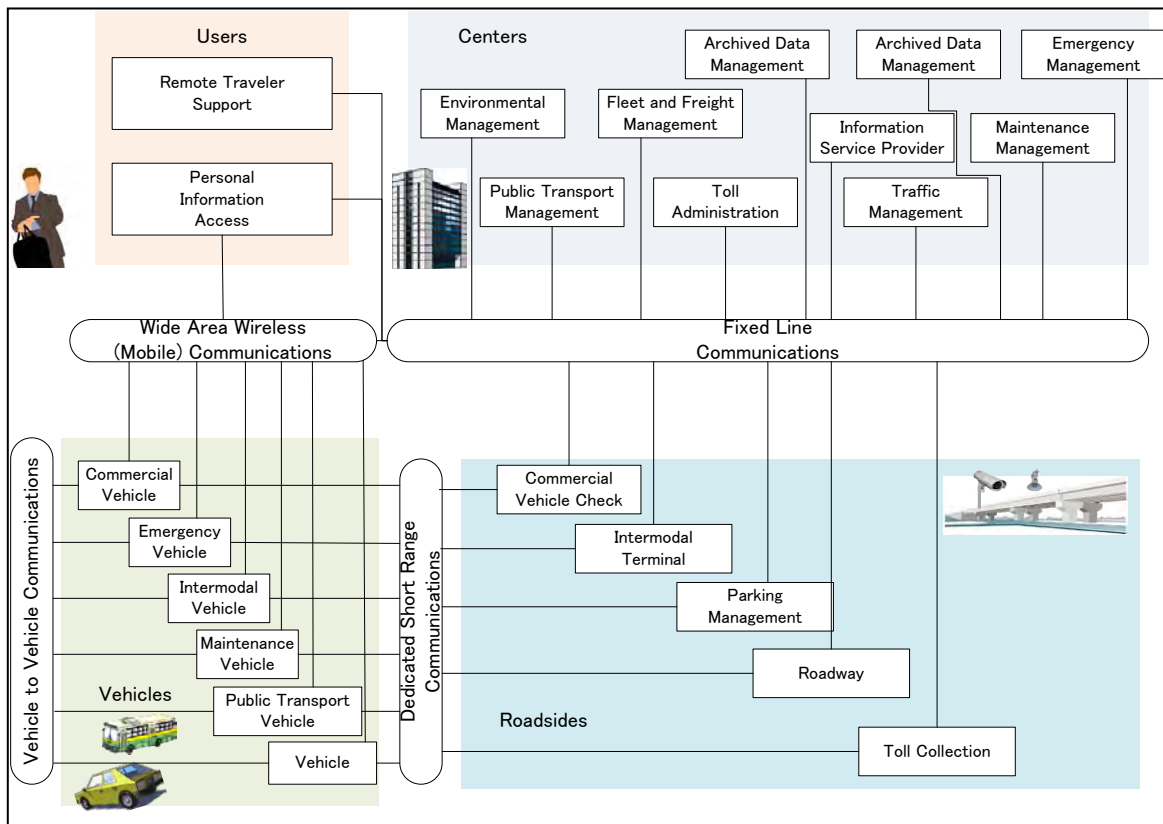 Users
Remote Traveler
Support
Personal
Information
Access
Centers
Archived Data
Management
Archived Data
Management
Emergency
Management
Environmental
Management
Fleet and Freight
Management
Information
Service Provider
Maintenance
Management
Public Transport
Management
Toll
Administration
Traffic
Management
Wide Area Wireless
(Mobile) Communications
Fixed Line
Communications
Vehicle to Vehicle Communications
Commercial
Vehicle
Emergency
Vehicle
Intermodal
Vehicle
Maintenance
Vehicle
Vehicles
Public Transport
Vehicle
Vehicle
Dedicated Short Range
Communications
Commercial
Vehicle Check
Intermodal
Terminal
Parking
Management
Roadway
Roadsides
Toll Collection